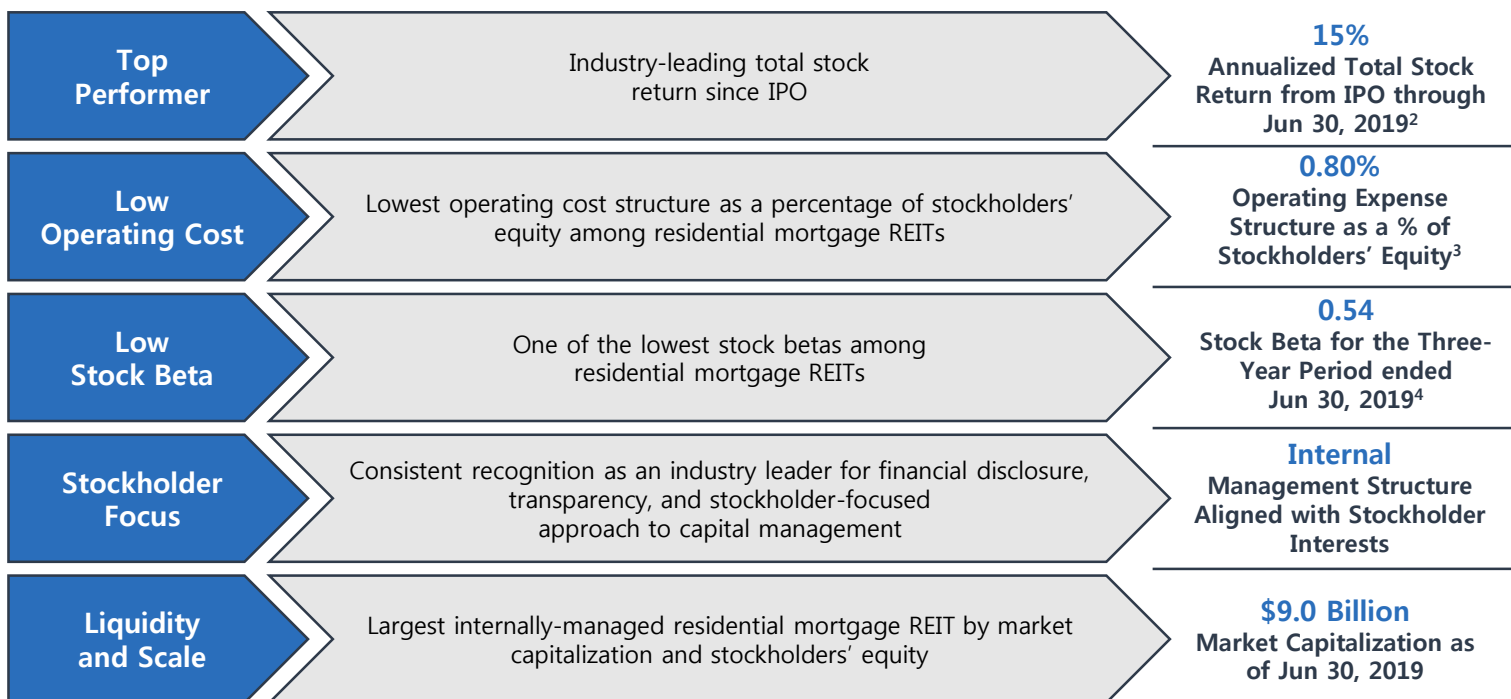 Top
Performer
Industry-leading total stock
return since IPO
15%
Annualized Total Stock
Return from IPO through
Jun 30, 2019²
Low
Operating Cost
Lowest operating cost structure as a percentage of stockholders’
equity among residential mortgage REITs
0.80%
Operating Expense
Structure as a % of
Stockholders’ Equity³
Low
Stock Beta
One of the lowest stock betas among
residential mortgage REITs
0.54
Stock Beta for the Three-
Year Period ended
Jun 30, 2019⁴
Stockholder
Focus
Consistent recognition as an industry leader for financial disclosure,
transparency, and stockholder-focused
approach to capital management
Internal
Management Structure
Aligned with Stockholder
Interests
Liquidity
and Scale
Largest internally-managed residential mortgage REIT by market
capitalization and stockholders’ equity
$9.0 Billion
Market Capitalization as
of Jun 30, 2019